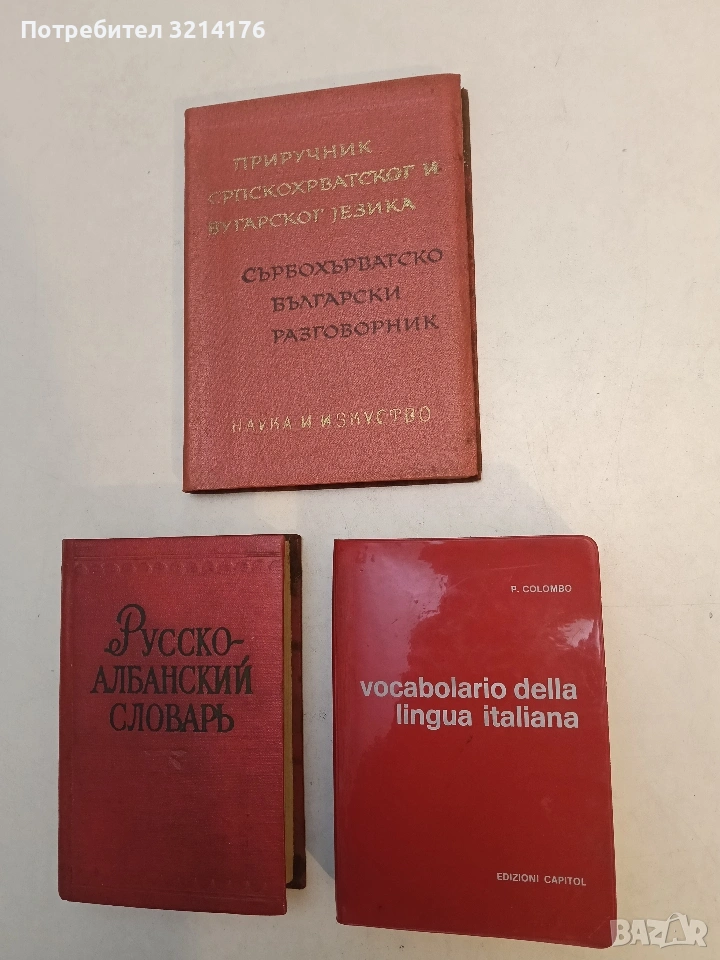 Потребител 3214176
ПРИРУЧНИК
СРПСКОХРВАТСКОГ И
БУГАРСКОГ ЈЕЗИКА
СЪРБОХЪРВАТСКО
БЪЛГАРСКИ
РАЗГОВОРНИК
НАУКА И ИЗКУСТВО
РУССКО-
АЛБАНСКИЙ
СЛОВАРЬ
P. COLOMBO
vocabolario della
lingua italiana
EDIZIONI CAPITOL
BAZAR